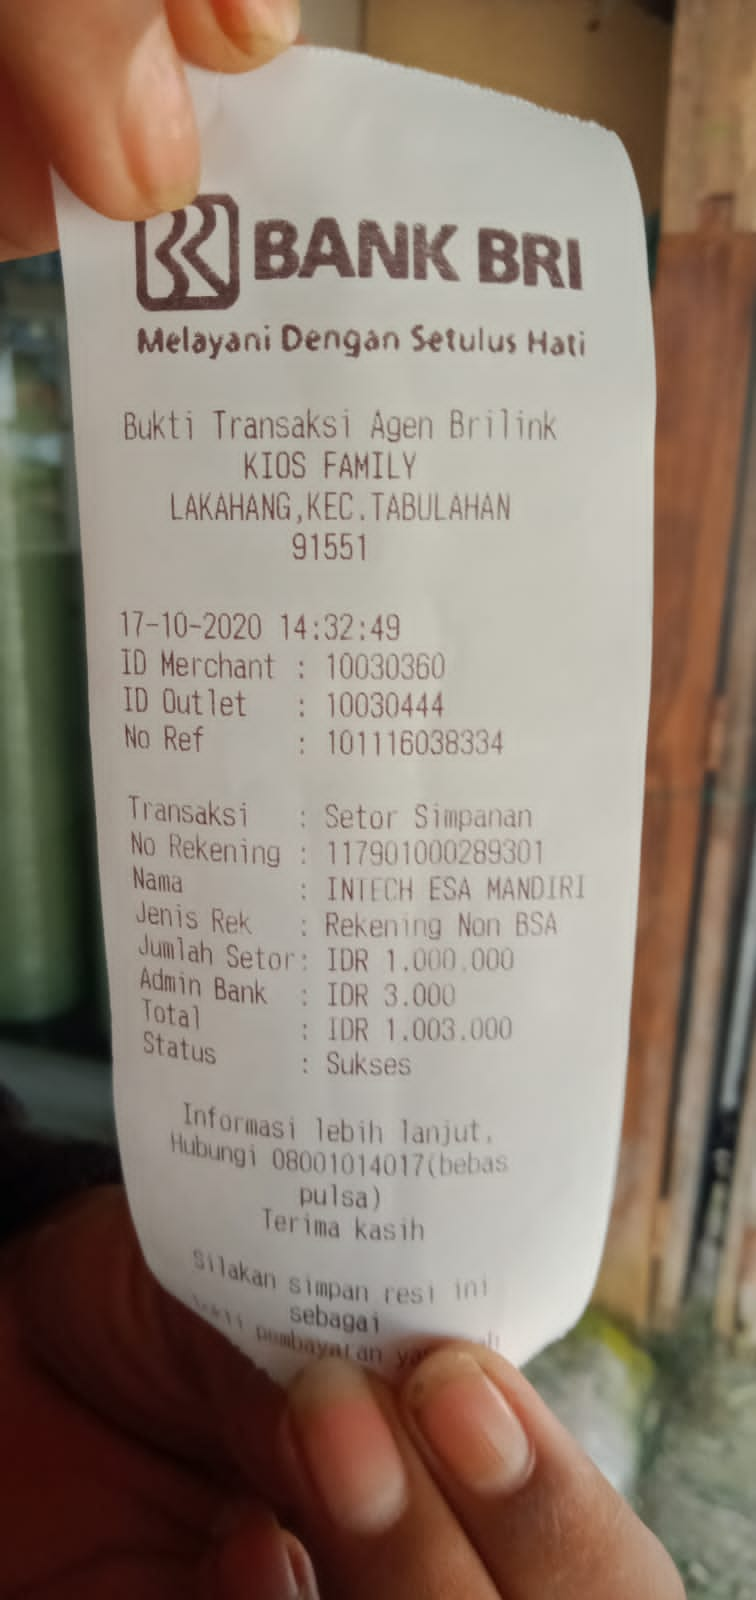 BANK BRI
Melayani Dengan Setulus Hati
Bukti Transaksi Agen Brilink
KIOS FAMILY
LAKAHANG,KEC.TABULAHAN
91551
17-10-2020 14:32:49
ID Merchant : 10030360
ID Outlet : 10030444
No Ref : 101116038334
Transaksi : Setor Simpanan
No Rekening : 117901000289301
Nama : INTECH ESA MANDIRI
Jenis Rek : Rekening Non BSA
Jumlah Setor: IDR 1.000.000
Admin Bank : IDR 3.000
Total : IDR 1.003.000
Status : Sukses
Informasi lebih lanjut,
Hubungi 08001014017(bebas
pulsa)
Terima kasih
Silakan simpan resi ini
sebagai
pembayaran